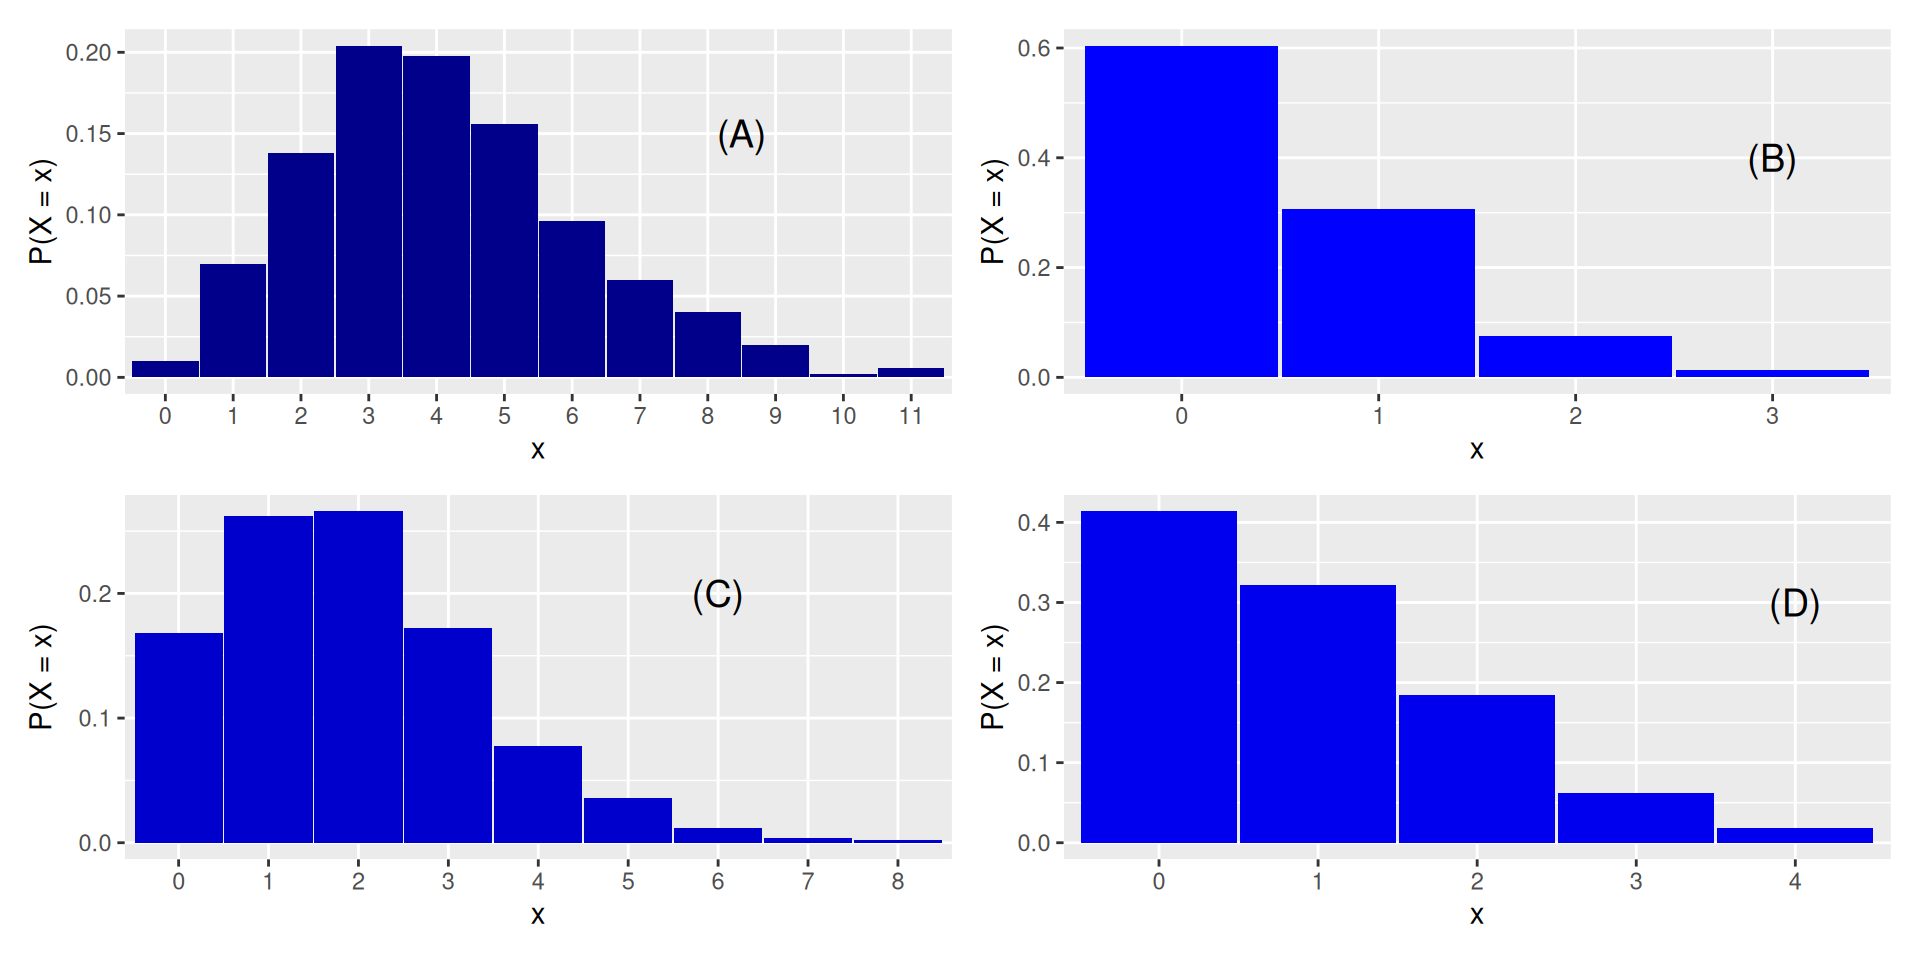 P(X = x)
0.20
0.15
0.10
0.05
0.00
(A)
0 1 2 3 4 5 6 7 8 9 10 11
x
P(X = x)
0.6
0.4
0.2
0.0
(B)
0 1 2 3
x
P(X = x)
0.2
0.1
0.0
(C)
0 1 2 3 4 5 6 7 8
x
P(X = x)
0.4
0.3
0.2
0.1
0.0
(D)
0 1 2 3 4
x